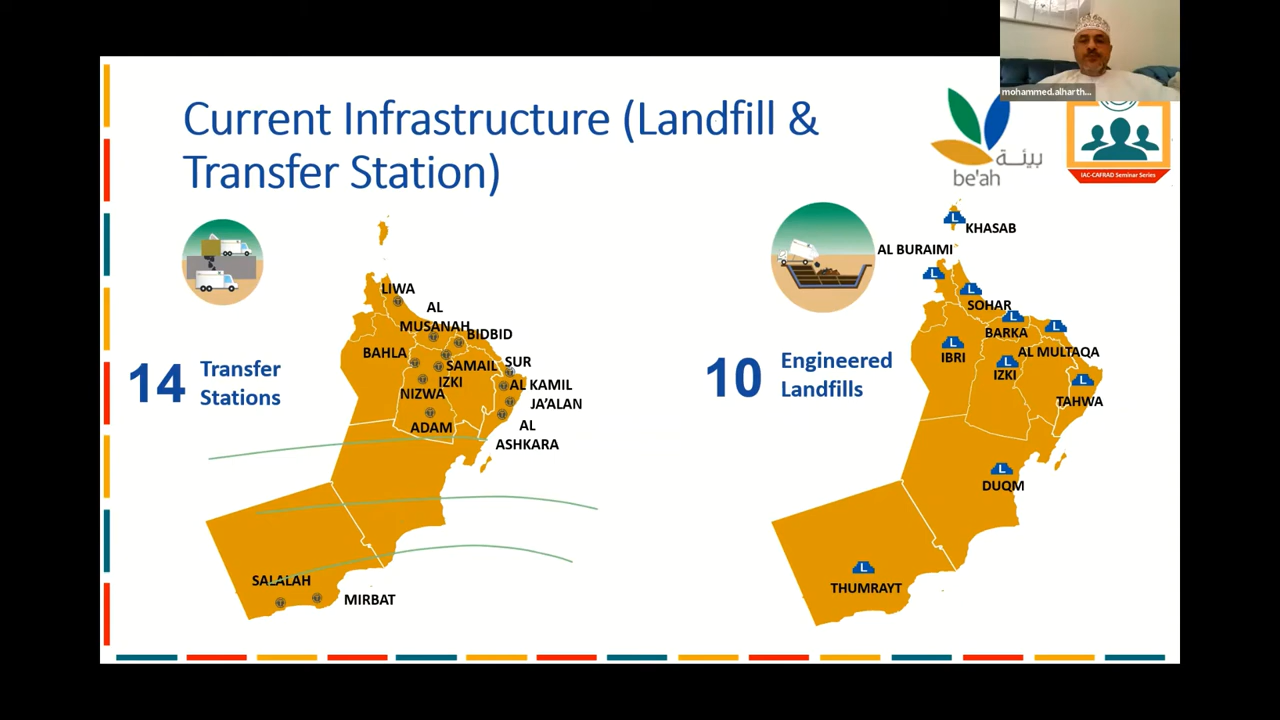 mohammed.alharth...
Current Infrastructure (Landfill &
Transfer Station)
بيئة
be'ah
IAC-CAFRAD Seminar Series
14
Transfer
Stations
LIWA
AL
MUSANAH
BIDBID
BAHLA
SAMAIL
SUR
IZKI
AL KAMIL
NIZWA
JA'ALAN
ADAM
AL
ASHKARA
SALALAH
MIRBAT
10
Engineered
Landfills
L
KHASAB
AL BURAIMI
L
L
SOHAR
L
BARKA
L
AL MULTAQA
L
IBRI
L
IZKI
L
TAHWA
L
DUQM
L
THUMRAYT